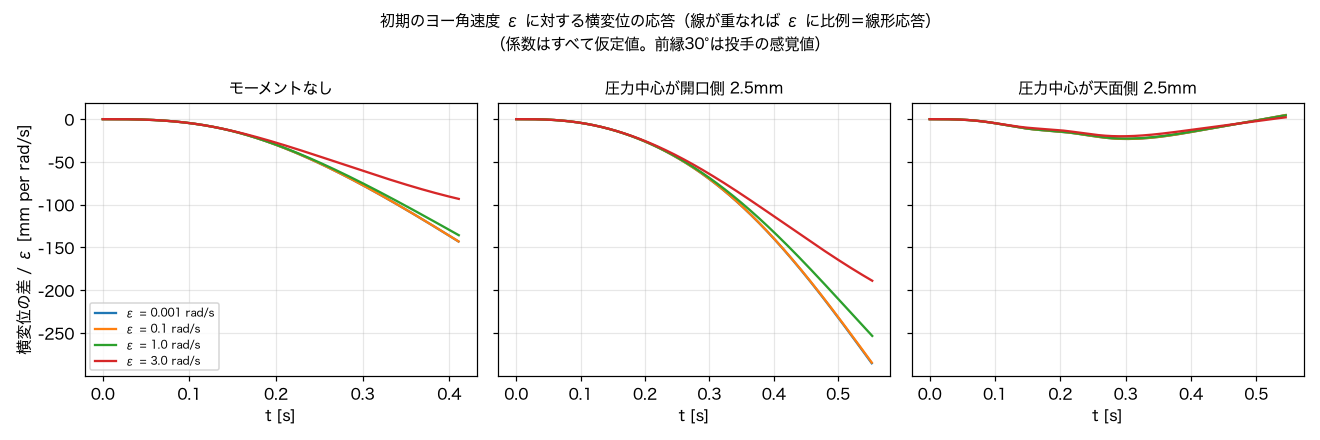 初期のヨー角速度 ε に対する横変位の応答（線が重なれば ε に比例＝線形応答）
（係数はすべて仮定値。前縁30°は投手の感覚値）
モーメントなし
圧力中心が開口側 2.5mm
圧力中心が天面側 2.5mm
横変位の差 / ε [mm per rad/s]
0
-50
-100
-150
-200
-250
ε = 0.001 rad/s
ε = 0.1 rad/s
ε = 1.0 rad/s
ε = 3.0 rad/s
0.0 0.1 0.2 0.3 0.4
0.0 0.1 0.2 0.3 0.4 0.5
0.0 0.1 0.2 0.3 0.4 0.5
t [s]
t [s]
t [s]